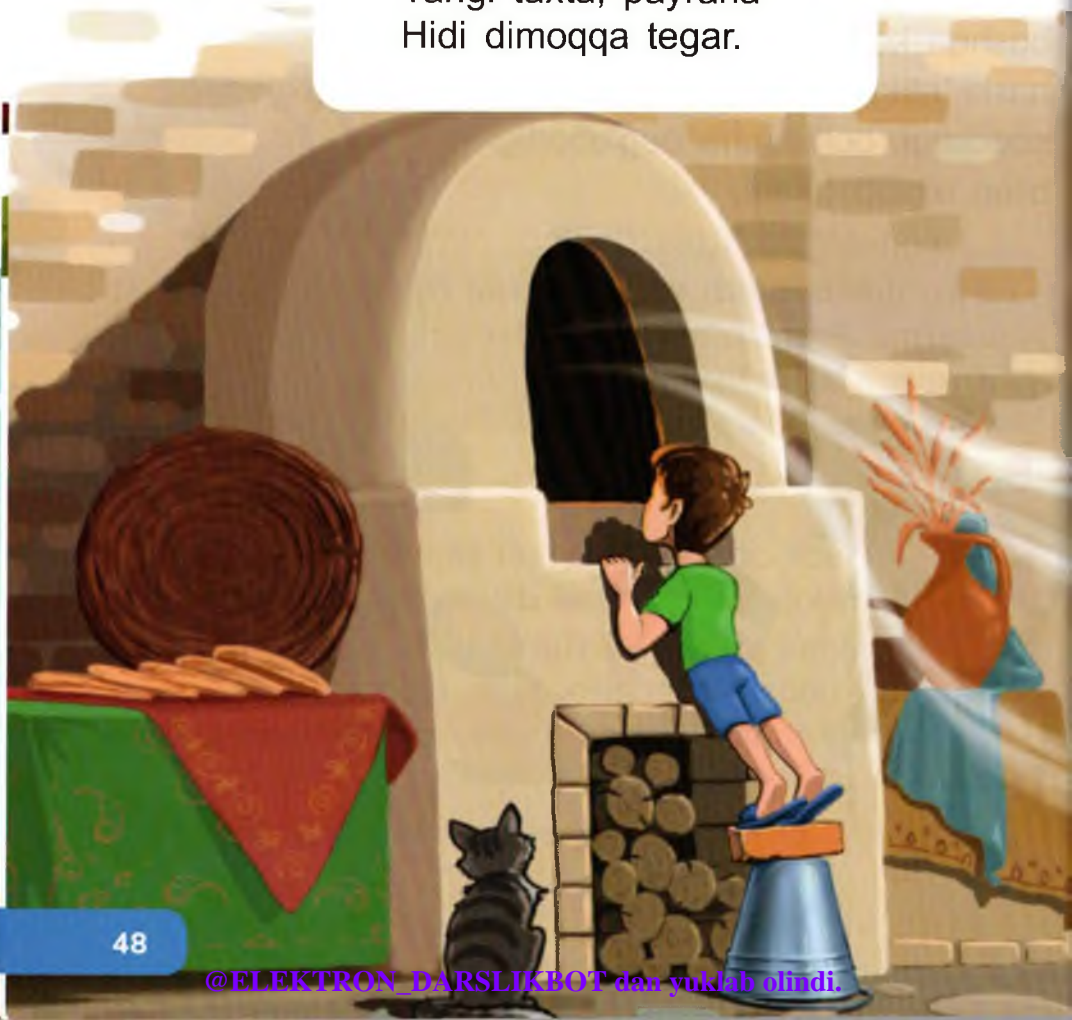 Hidi dimoqqa tegar.
48
@ELEKTRON_DARSLIKBOT dan yuklab olindi.